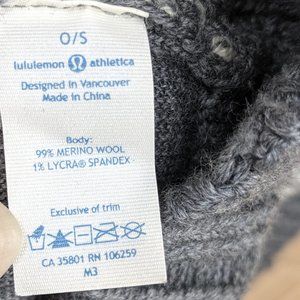 O/S
lululemon athletica
Designed in Vancouver
Made in China
Body:
99% MERINO WOOL
1% LYCRA® SPANDEX
Exclusive of trim
CA 35801 RN 106259
M3